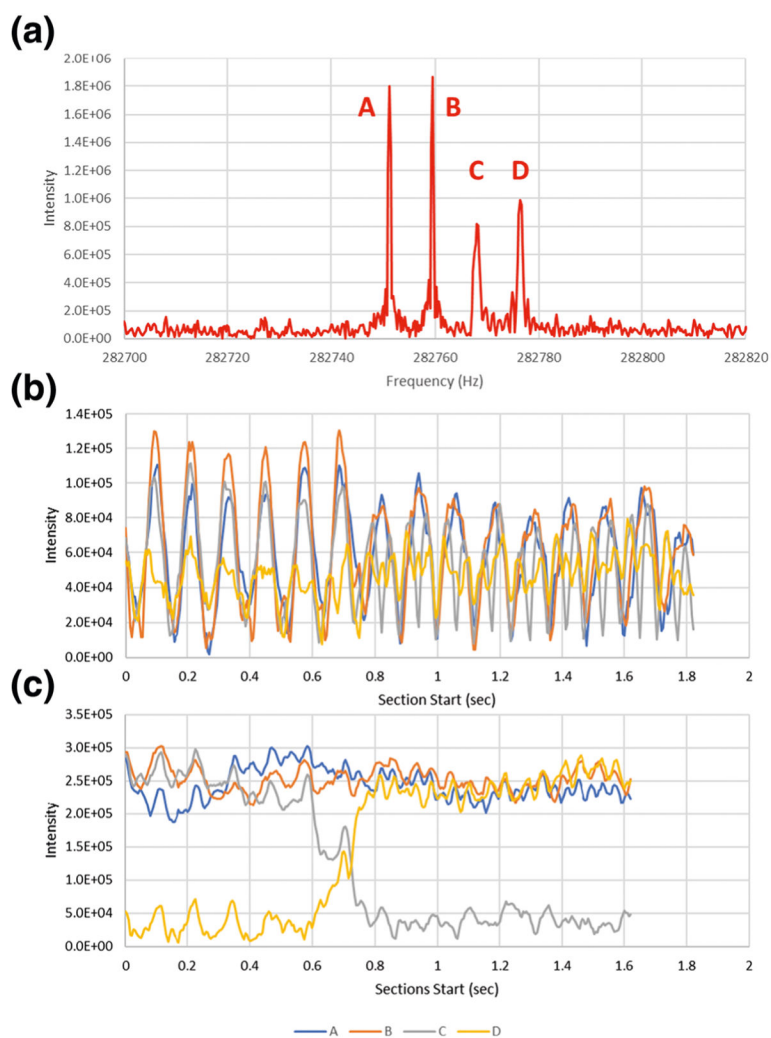 (a)
2.0E+06
1.8E+06
1.6E+06
1.4E+06
1.2E+06
1.0E+06
8.0E+05
6.0E+05
4.0E+05
2.0E+05
0.0E+00
Intensity
A
B
C
D
282700 282720 282740 282760 282780 282800 282820
Frequency (Hz)
(b)
1.4E+05
1.2E+05
1.0E+05
8.0E+04
6.0E+04
4.0E+04
2.0E+04
0.0E+00
Intensity
0 0.2 0.4 0.6 0.8 1 1.2 1.4 1.6 1.8 2
Section Start (sec)
(c)
3.5E+05
3.0E+05
2.5E+05
2.0E+05
1.5E+05
1.0E+05
5.0E+04
0.0E+00
Intensity
0 0.2 0.4 0.6 0.8 1 1.2 1.4 1.6 1.8 2
Sections Start (sec)
A B C D